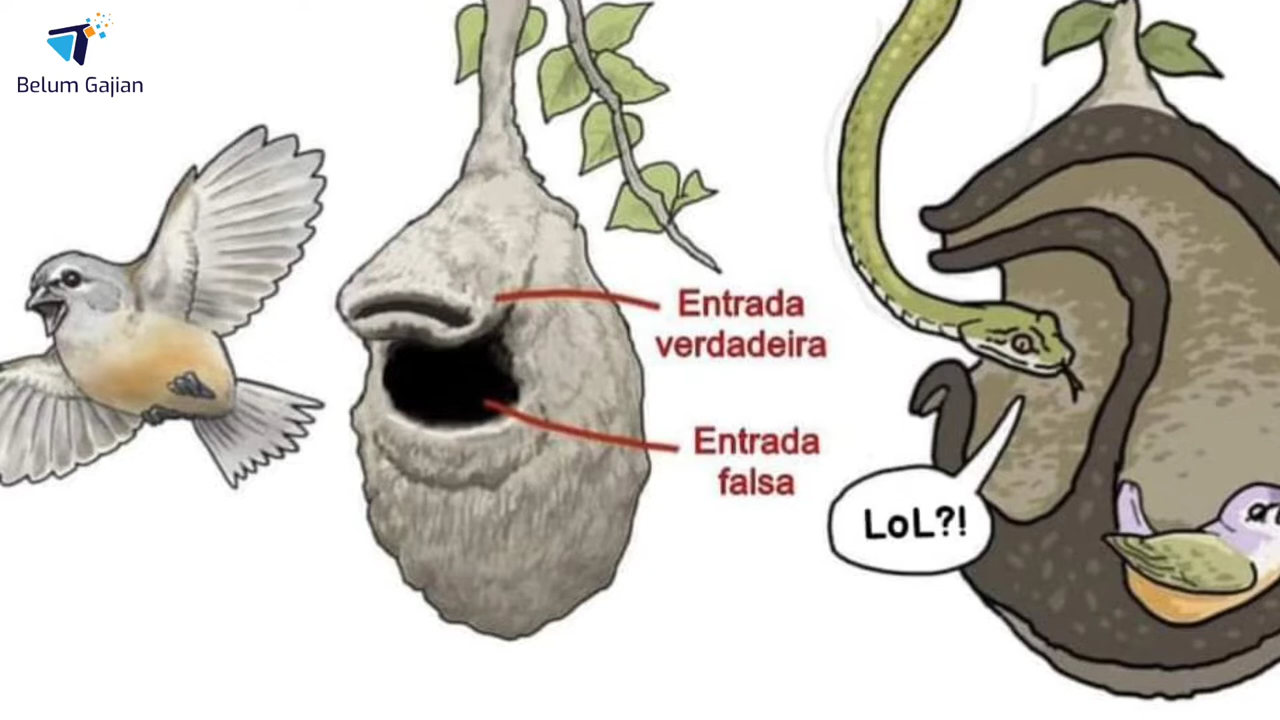 Belum Gajian
Entrada
verdadeira
Entrada
falsa
LoL?!